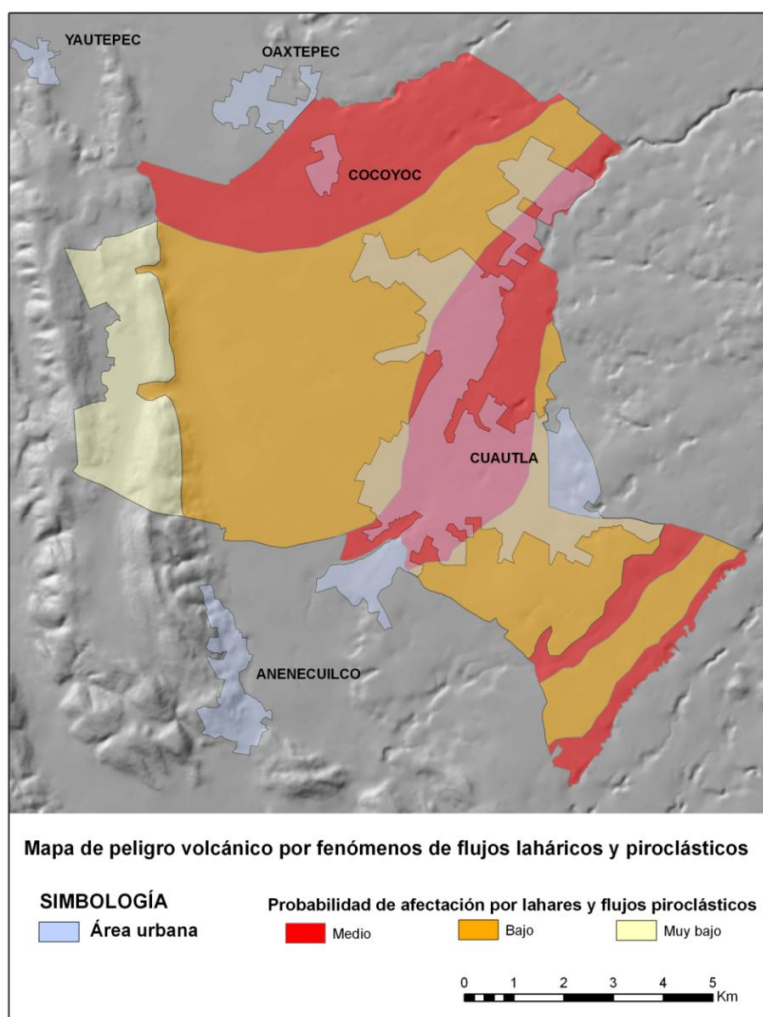 YAUTEPEC
OAXTEPEC
COCOYOC
CUAUTLA
ANENECUILCO
Mapa de peligro volcánico por fenómenos de flujos laháricos y piroclásticos
SIMBOLOGÍA
Área urbana
Probabilidad de afectación por lahares y flujos piroclásticos
Medio
Bajo
Muy bajo
0 1 2 3 4 5
Km